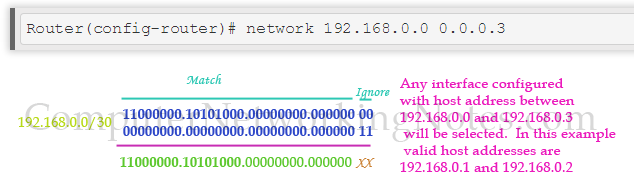 Router(config-router)# network 192.168.0.0 0.0.0.3
Match
Ignore
192.168.0.0/30
11000000.10101000.00000000.000000 00
00000000.00000000.00000000.000000 11
11000000.10101000.00000000.000000 XX
Any interface configured
with host address between
192.168.0.0 and 192.168.0.3
will be selected. In this example
valid host addresses are
192.168.0.1 and 192.168.0.2
ComputerNetworkingNotes.com